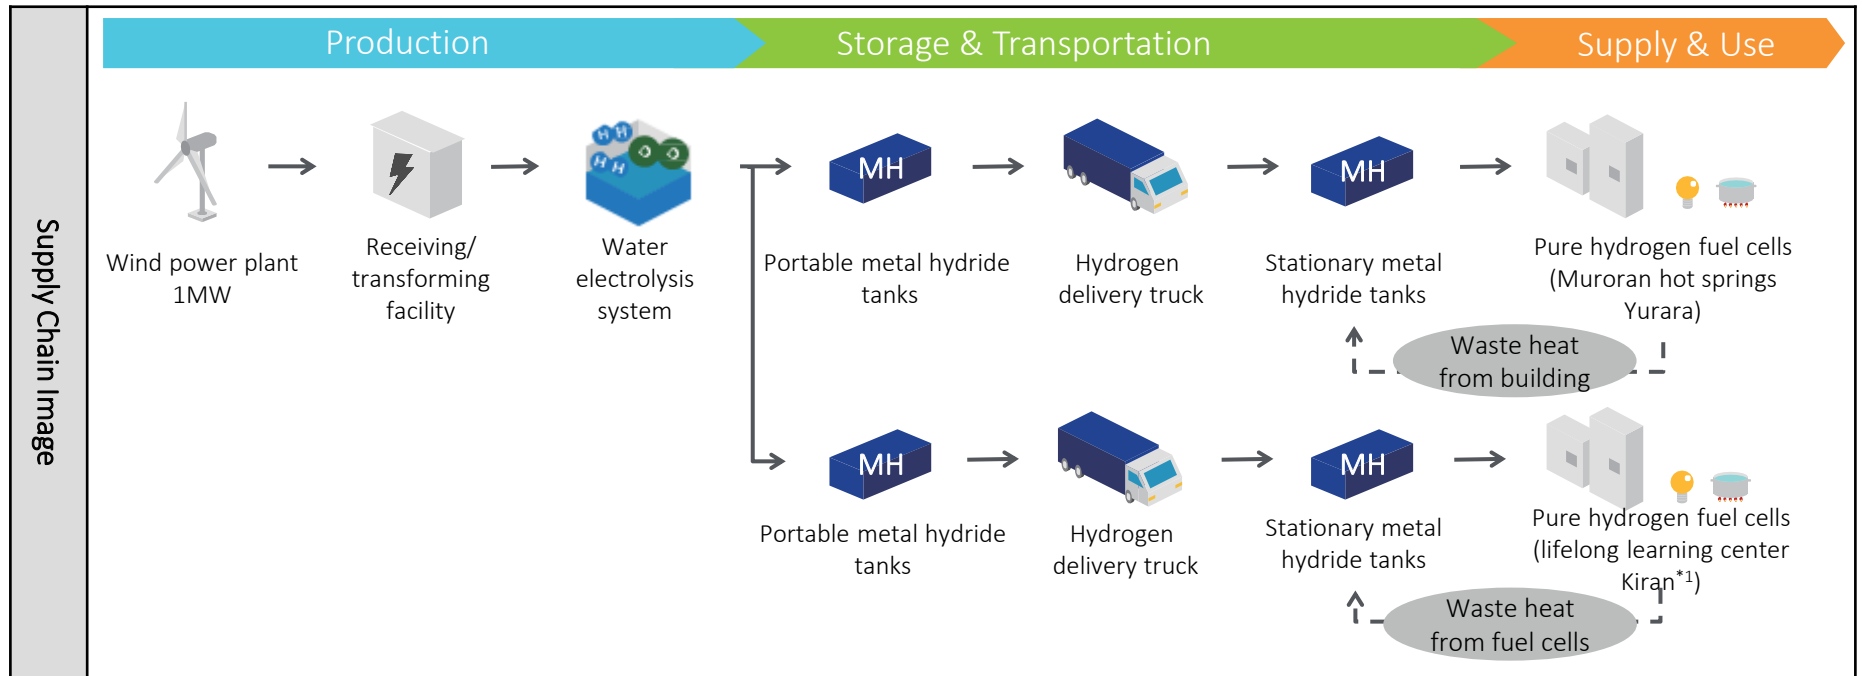 Supply Chain Image
Production
Storage & Transportation
Supply & Use
H H
H H
O O
MH
MH
Wind power plant
1MW
Receiving/
transforming
facility
Water
electrolysis
system
Portable metal hydride
tanks
Hydrogen
delivery truck
Stationary metal
hydride tanks
Pure hydrogen fuel cells
(Muroran hot springs
Yurara)
Waste heat
from building
MH
MH
Portable metal hydride
tanks
Hydrogen
delivery truck
Stationary metal
hydride tanks
Pure hydrogen fuel cells
(lifelong learning center
Kiran*1)
Waste heat
from fuel cells